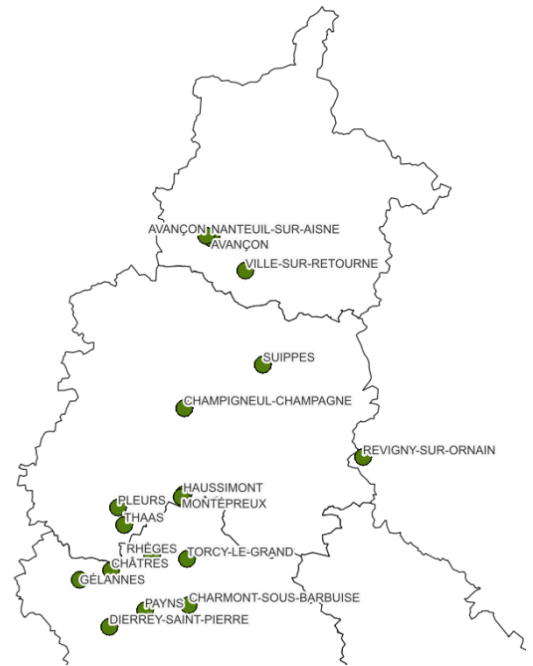 AVANÇON NANTEUIL-SUR-AISNE
AVANÇON
VILLE-SUR-RETOURNE
SUIPPES
CHAMPIGNEUL-CHAMPAGNE
REVIGNY-SUR-ORNAIN
HAUSSIMONT
PLEURS
MONTÉPREUX
THAAS
RHÈGES
TORCY-LE-GRAND
CHÂTRES
GÉLANNES
PAYNS
CHARMONT-SOUS-BARBUISE
DIERREY-SAINT-PIERRE